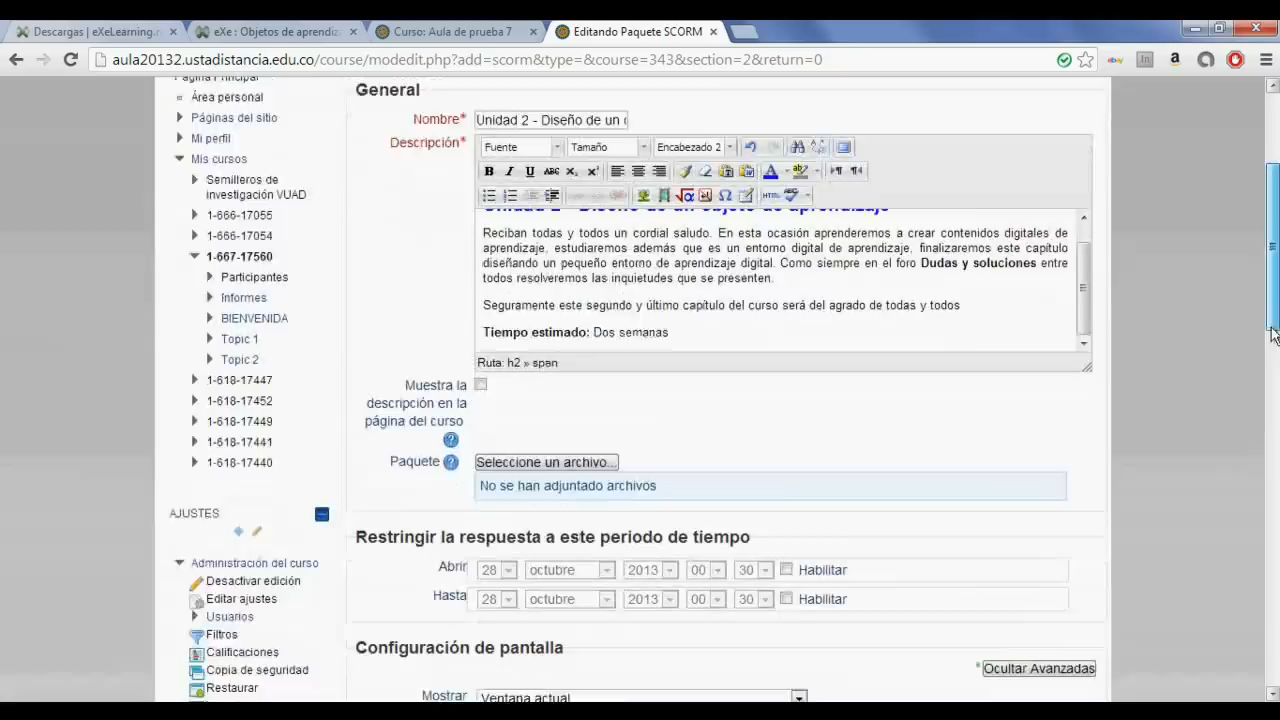 Descargas | eXeLearning.n
eXe : Objetos de aprendiz
Curso: Aula de prueba 7
Editando Paquete SCORM
aula20132.ustadistancia.edu.co/course/modedit.php?add=scorm&type=&course=343&section=2&return=0
Página Principal
Área personal
Páginas del sitio
Mi perfil
Mis cursos
Semilleros de
investigación VUAD
1-666-17055
1-666-17054
1-667-17560
Participantes
Informes
BIENVENIDA
Topic 1
Topic 2
1-618-17447
1-618-17452
1-618-17449
1-618-17441
1-618-17440
AJUSTES
Administración del curso
Desactivar edición
Editar ajustes
Usuarios
Filtros
Calificaciones
Copia de seguridad
Restaurar
General
Nombre*
Unidad 2 - Diseño de un
Descripción*
Fuente Tamaño Encabezado 2
Unidad 2 - Diseño de un objeto de aprendizaje
Reciban todas y todos un cordial saludo. En esta ocasión aprenderemos a crear contenidos digitales de
aprendizaje, estudiaremos además que es un entorno digital de aprendizaje, finalizaremos este capítulo
diseñando un pequeño entorno de aprendizaje digital. Como siempre en el foro Dudas y soluciones entre
todos resolveremos las inquietudes que se presenten.
Seguramente este segundo y último capítulo del curso será del agrado de todas y todos
Tiempo estimado: Dos semanas
Ruta: h2 » span
Muestra la
descripción en la
página del curso
Paquete
Seleccione un archivo...
No se han adjuntado archivos
Restringir la respuesta a este periodo de tiempo
Abrir 28 octubre 2013 00 30 Habilitar
Hasta 28 octubre 2013 00 30 Habilitar
Configuración de pantalla
* Ocultar Avanzadas
Mostrar Ventana actual